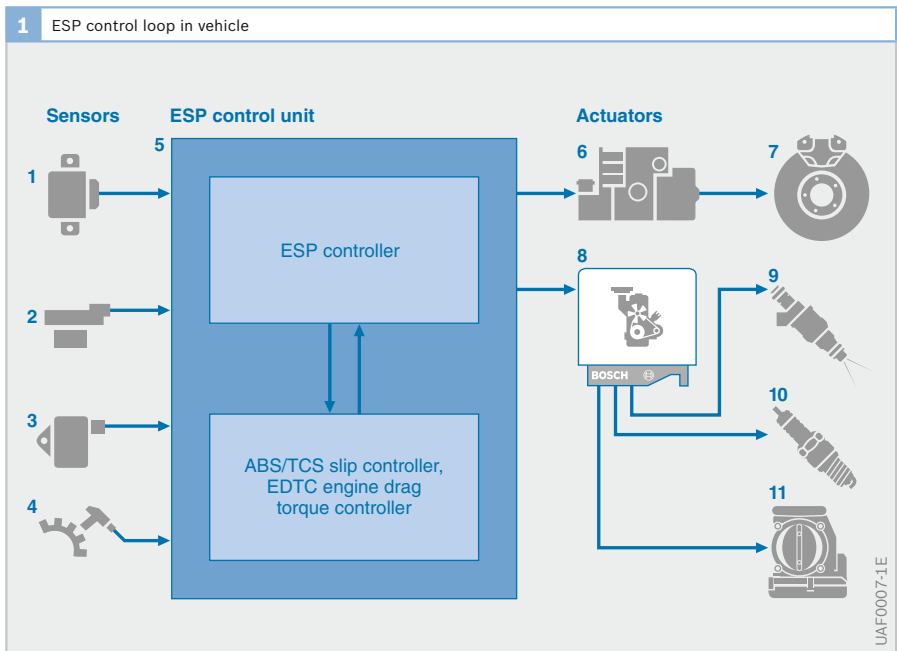 1 ESP control loop in vehicle
Sensors
ESP control unit
Actuators
1
2
3
4
5
ESP controller
ABS/TCS slip controller,
EDTC engine drag
torque controller
6
7
8
BOSCH
9
10
11
UAF0007-1E